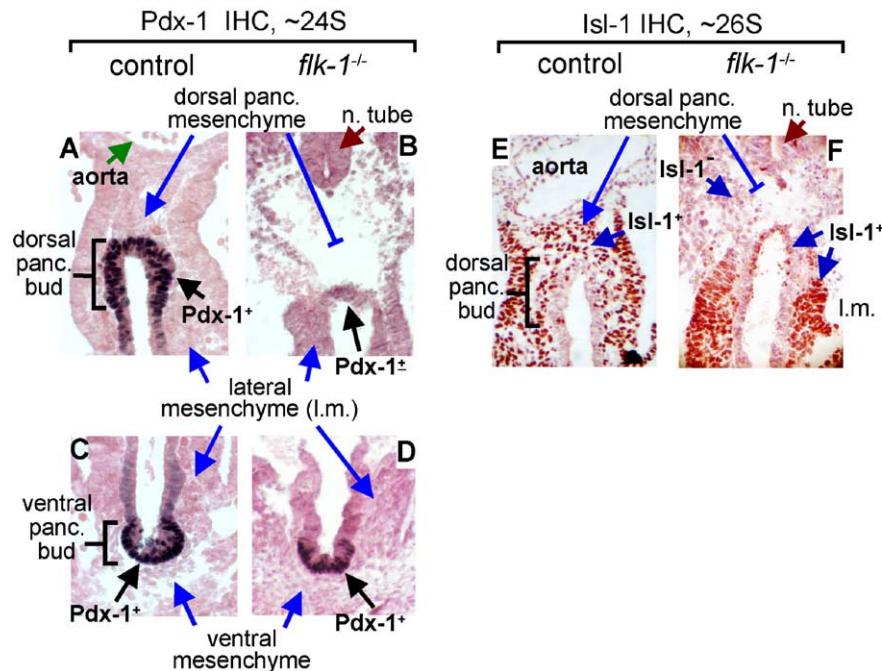 Pdx-1 IHC, ~24S
control
flk-1-/-
dorsal panc.
mesenchyme
n. tube
A
B
aorta
dorsal
panc.
bud
Pdx-1+
Pdx-1±
lateral
mesenchyme (l.m.)
C
D
ventral
panc.
bud
Pdx-1+
Pdx-1+
ventral
mesenchyme
Isl-1 IHC, ~26S
control
flk-1-/-
dorsal panc.
mesenchyme
n. tube
E
F
aorta
Isl-1-
Isl-1+
Isl-1+
dorsal
panc.
bud
l.m.